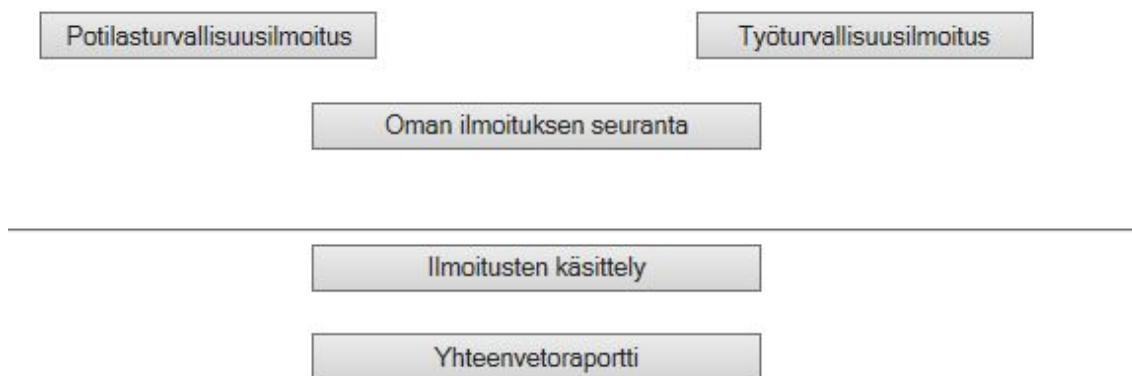 Potilasturvallisuusilmoitus
Työturvallisuusilmoitus
Oman ilmoituksen seuranta
Ilmoitusten käsittely
Yhteenvetoraportti